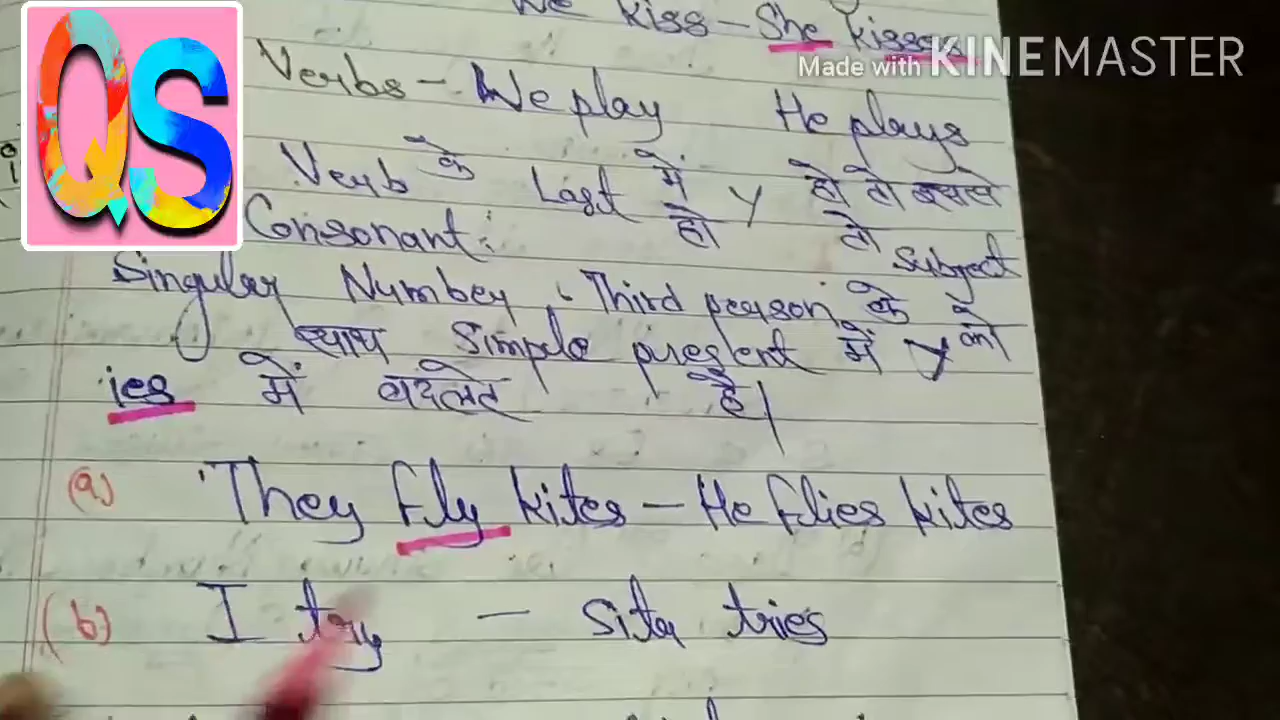 We kiss - She kisses
Made with KINEMASTER
QS
Verbs - We play He plays
Verb के Last में y हो तो इससे
Consonant हो तो Subject
Singular Number, Third person के
साथ Simple present में y को
ies में बदलते है।
(a) They fly kites - He flies kites
(b) I try - Sita tries